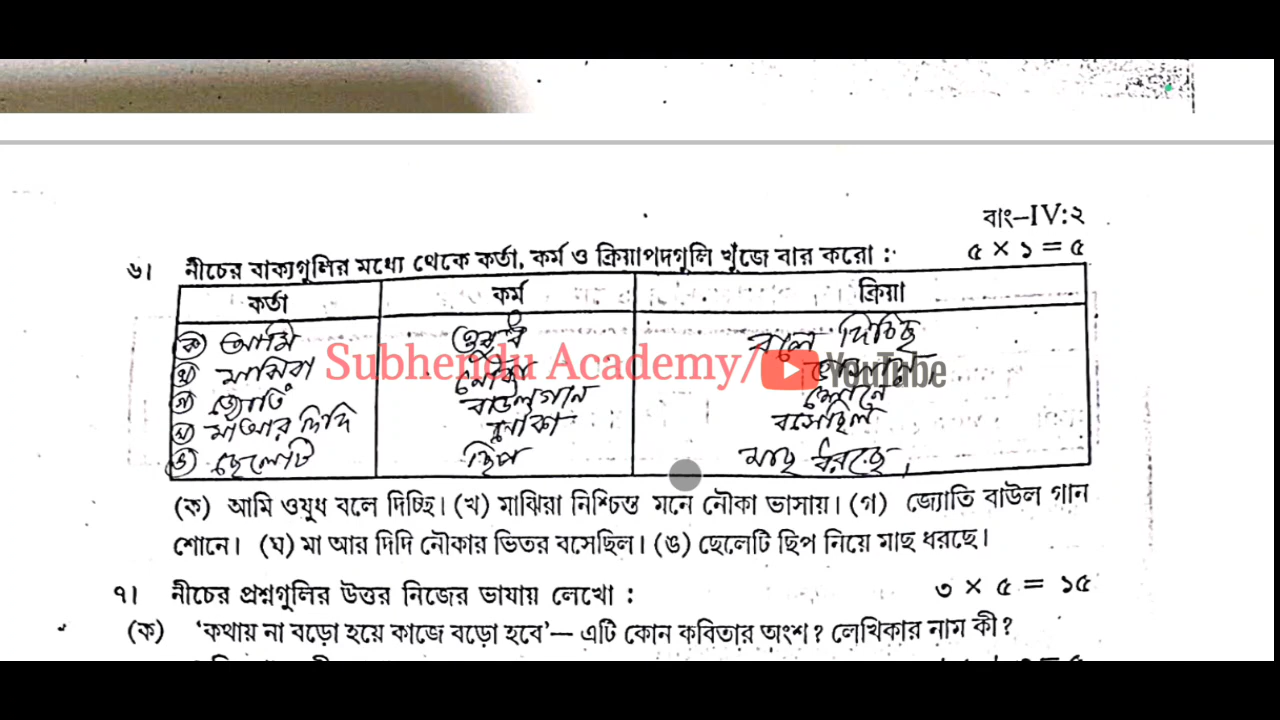 বাং–IV:২
৬। নীচের বাক্যগুলির মধ্যে থেকে কর্তা, কর্ম ও ক্রিয়াপদগুলি খুঁজে বার করো : ৫ × ১ = ৫
কর্তা কর্ম ক্রিয়া
(ক) আমি ওষুধ বলে দিচ্ছি
Subhendu Academy/ YouTube
(খ) মাঝিরা নৌকা
(গ) জ্যোতি বাউলগান শোনে
(ঘ) মা আর দিদি নৌকা বসেছিল
(ঙ) ছেলেটি ছিপ মাছ ধরছে।
(ক) আমি ওষুধ বলে দিচ্ছি। (খ) মাঝিরা নিশ্চিন্ত মনে নৌকা ভাসায়। (গ) জ্যোতি বাউল গান
শোনে। (ঘ) মা আর দিদি নৌকার ভিতর বসেছিল। (ঙ) ছেলেটি ছিপ নিয়ে মাছ ধরছে।
৭। নীচের প্রশ্নগুলির উত্তর নিজের ভাষায় লেখো : ৩ × ৫ = ১৫
(ক) ‘কথায় না বড়ো হয়ে কাজে বড়ো হবে’— এটি কোন কবিতার অংশ? লেখিকার নাম কী?